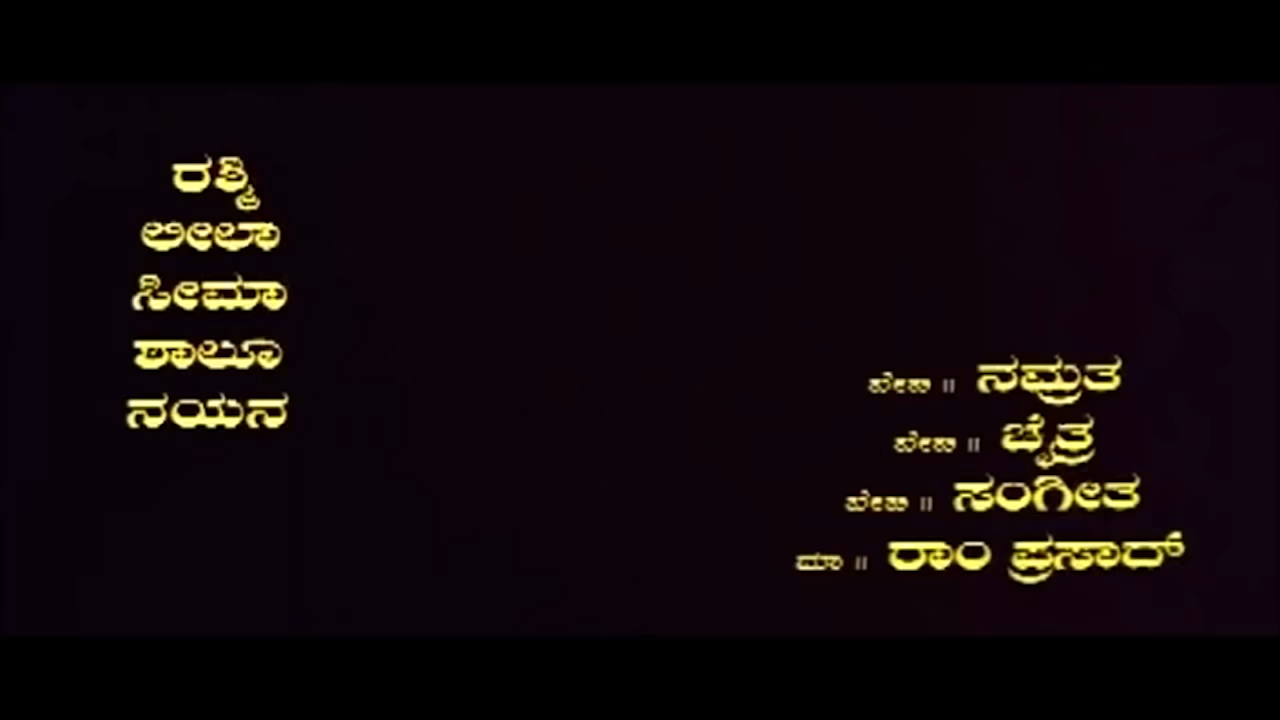 ರಶ್ಮಿ
ಲೀಲಾ
ಸೀಮಾ
ಶಾಲೂ
ನಯನ
ಬೇಬಿ ॥ ನಮ್ರತ
ಬೇಬಿ ॥ ಚೈತ್ರ
ಬೇಬಿ ॥ ಸಂಗೀತ
ಮಾ ॥ ರಾಂ ಪ್ರಸಾದ್